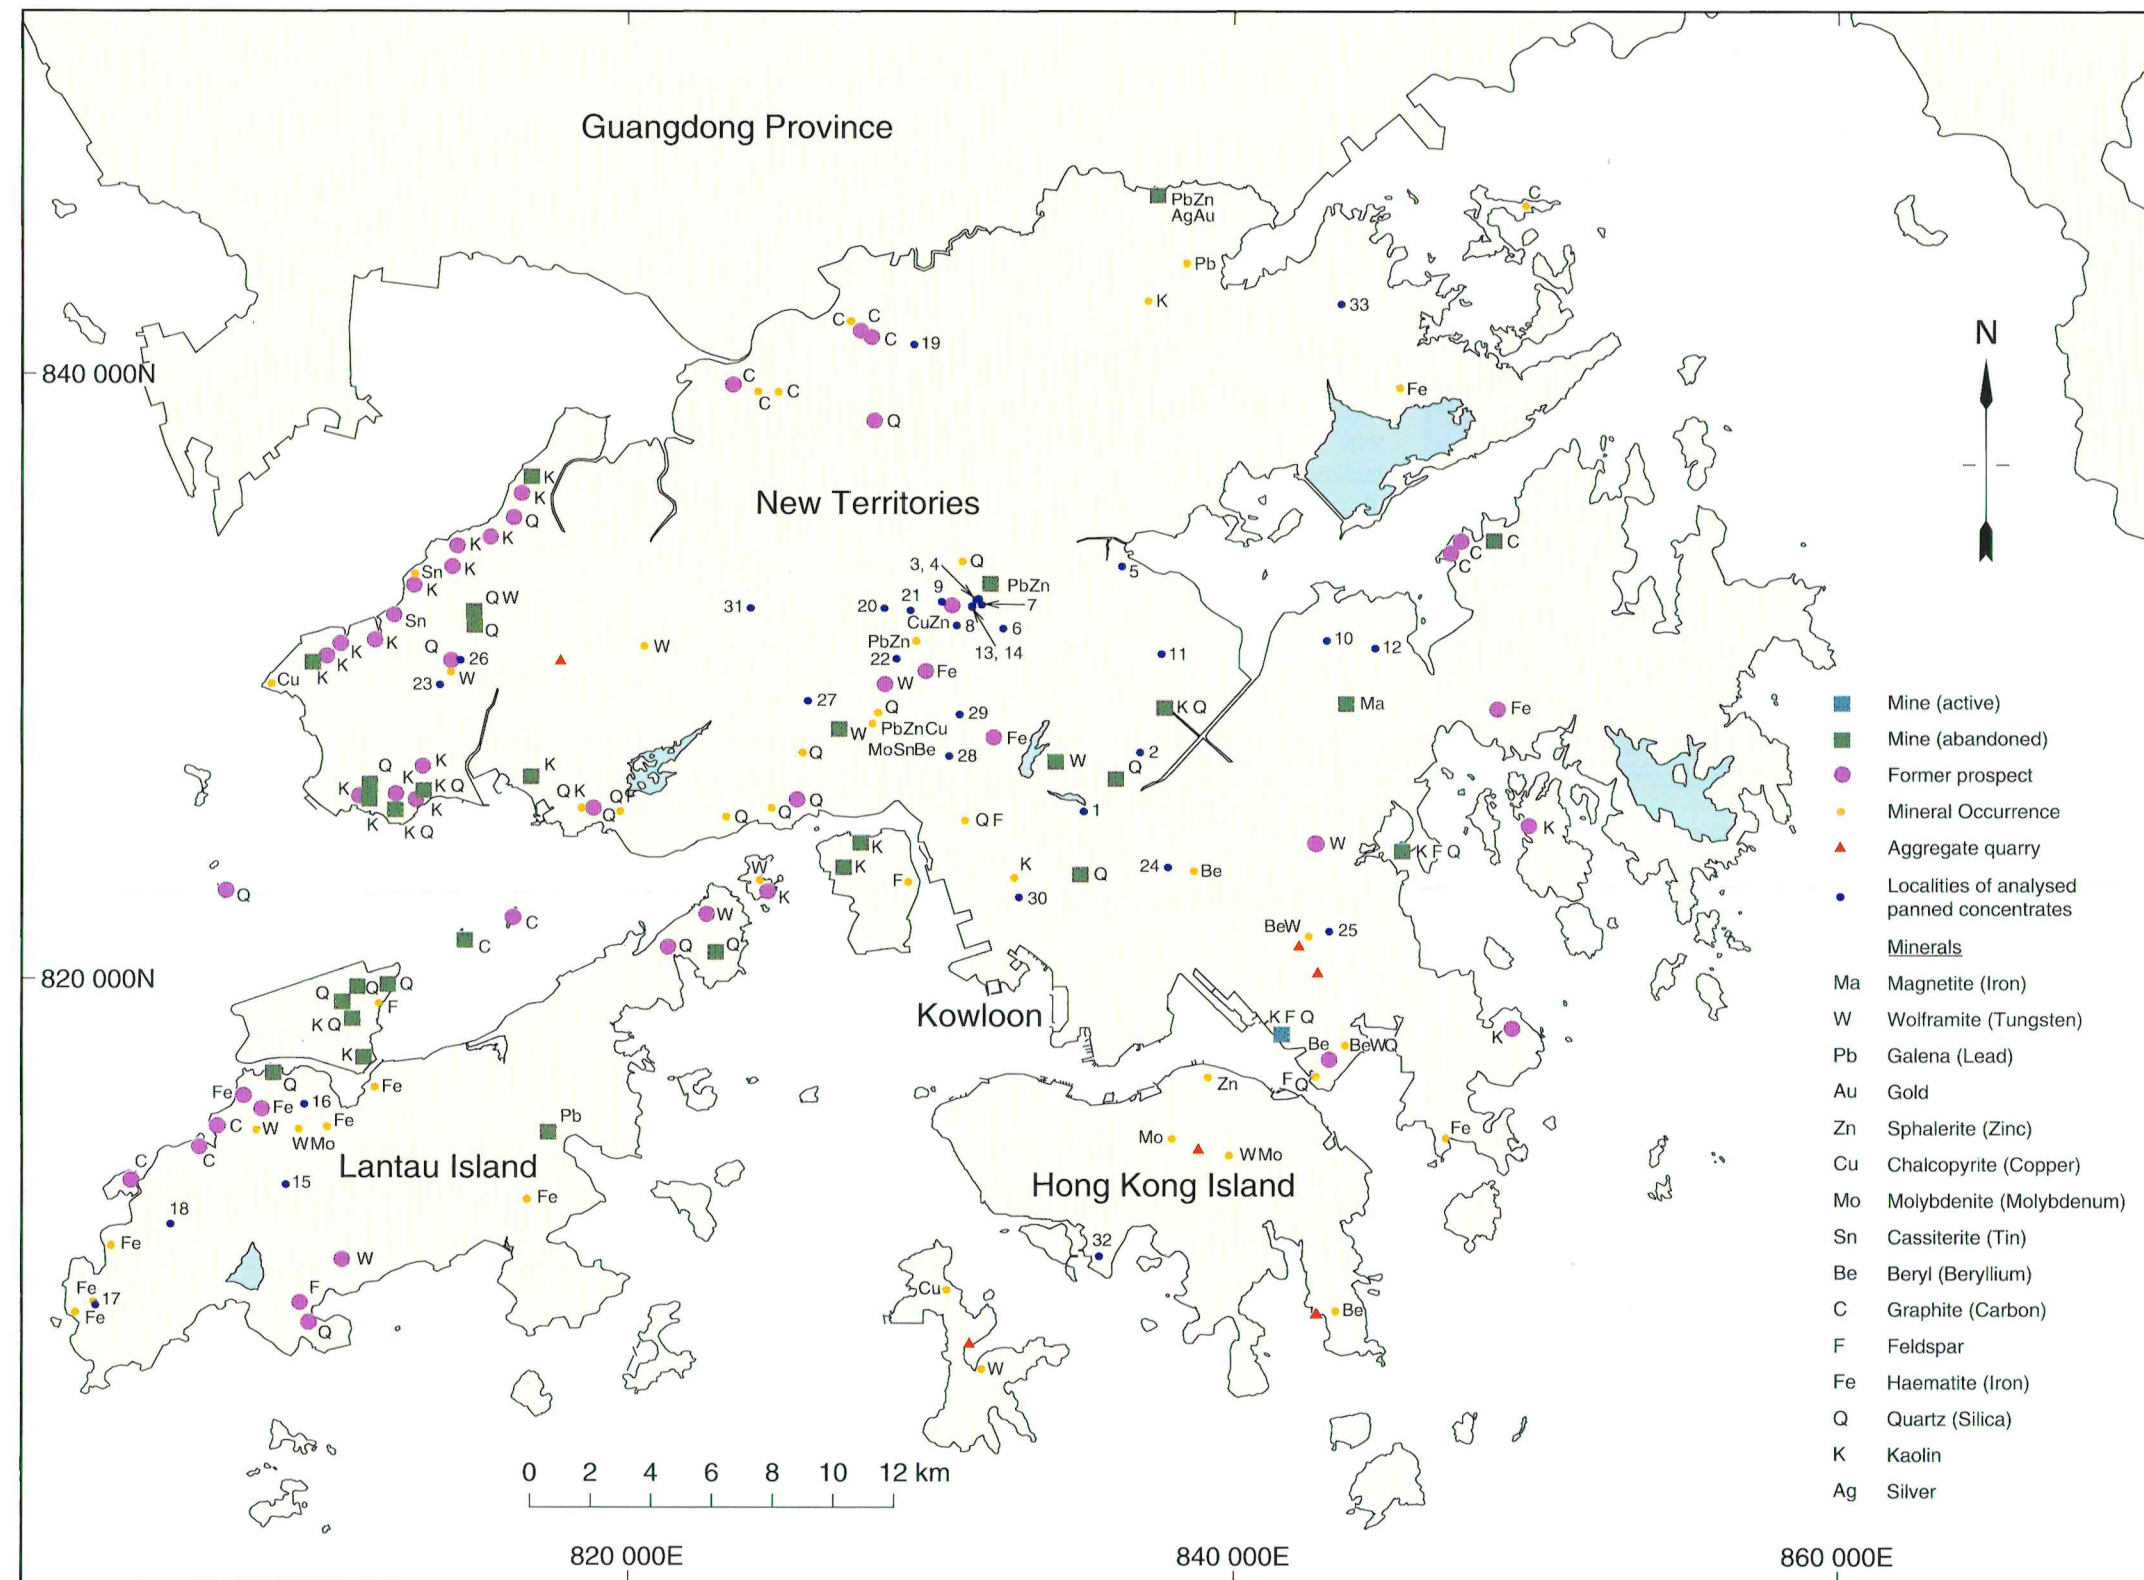 Guangdong Province
PbZn
AgAu
C
Pb
K
33
C
C
C
19
840 000N
C
C
C
Fe
Q
N
K
K
Q
New Territories
K
K
C
C
Sn
K
K
3, 4
Q
PbZn
5
Q W
Q
31
20
21
9
7
Sn
CuZn
8
6
K
Q
26
W
PbZn
13, 14
10
12
K
K
K
22
11
Cu
23
W
Fe
W
27
Q
29
K Q
Ma
Fe
W
PbZnCu
MoSnBe
Fe
28
Q
W
2
Q
Q
K
K
K
K Q
K
Q K
Q F
Q
K
K
K Q
Q
Q
Q
Q F
1
W
K
K F Q
K
K
W
K
F
K
30
Q
24
Be
Q
C
C
W
Q
Q
BeW
25
820 000N
Q
Q
Q
F
K Q
K
Kowloon
K F Q
Be
BeWQ
K
Q
Fe
Zn
F
Q
Fe
Fe
16
Fe
C
W
W Mo
Pb
Mo
W Mo
Fe
C
C
Lantau Island
Hong Kong Island
15
18
Fe
Fe
W
32
Fe
17
Fe
F
Q
Cu
Be
W
Mine (active)
Mine (abandoned)
Former prospect
Mineral Occurrence
Aggregate quarry
Localities of analysed
panned concentrates
Minerals
Ma Magnetite (Iron)
W Wolframite (Tungsten)
Pb Galena (Lead)
Au Gold
Zn Sphalerite (Zinc)
Cu Chalcopyrite (Copper)
Mo Molybdenite (Molybdenum)
Sn Cassiterite (Tin)
Be Beryl (Beryllium)
C Graphite (Carbon)
F Feldspar
Fe Haematite (Iron)
Q Quartz (Silica)
K Kaolin
Ag Silver
0 2 4 6 8 10 12 km
820 000E 840 000E 860 000E